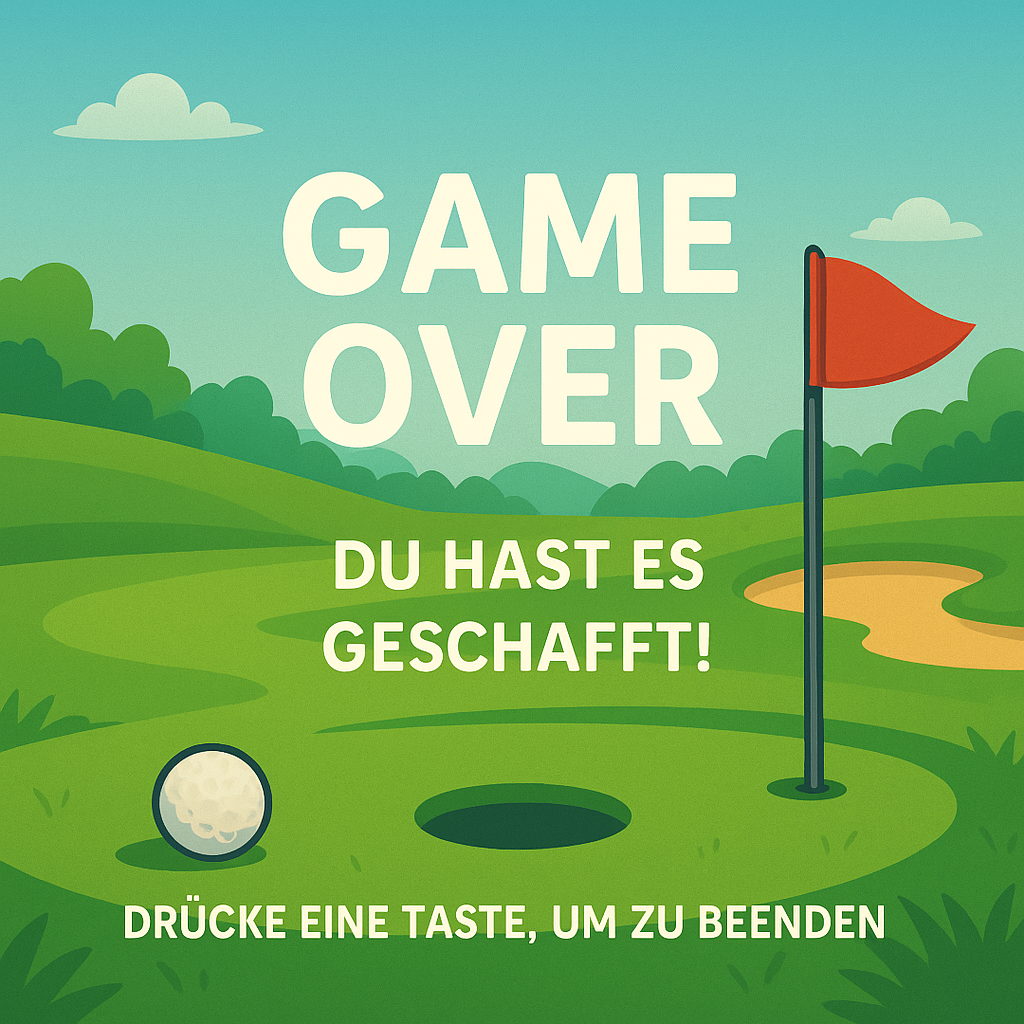 GAME
OVER
DU HAST ES
GESCHAFFT!
DRÜCKE EINE TASTE, UM ZU BEENDEN